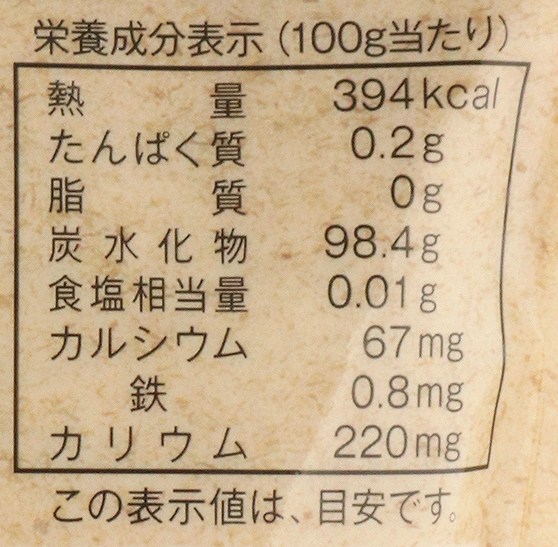 栄養成分表示(100g当たり)
熱量 394kcal
たんぱく質 0.2g
脂質 0g
炭水化物 98.4g
食塩相当量 0.01g
カルシウム 67mg
鉄 0.8mg
カリウム 220mg
この表示値は、目安です。